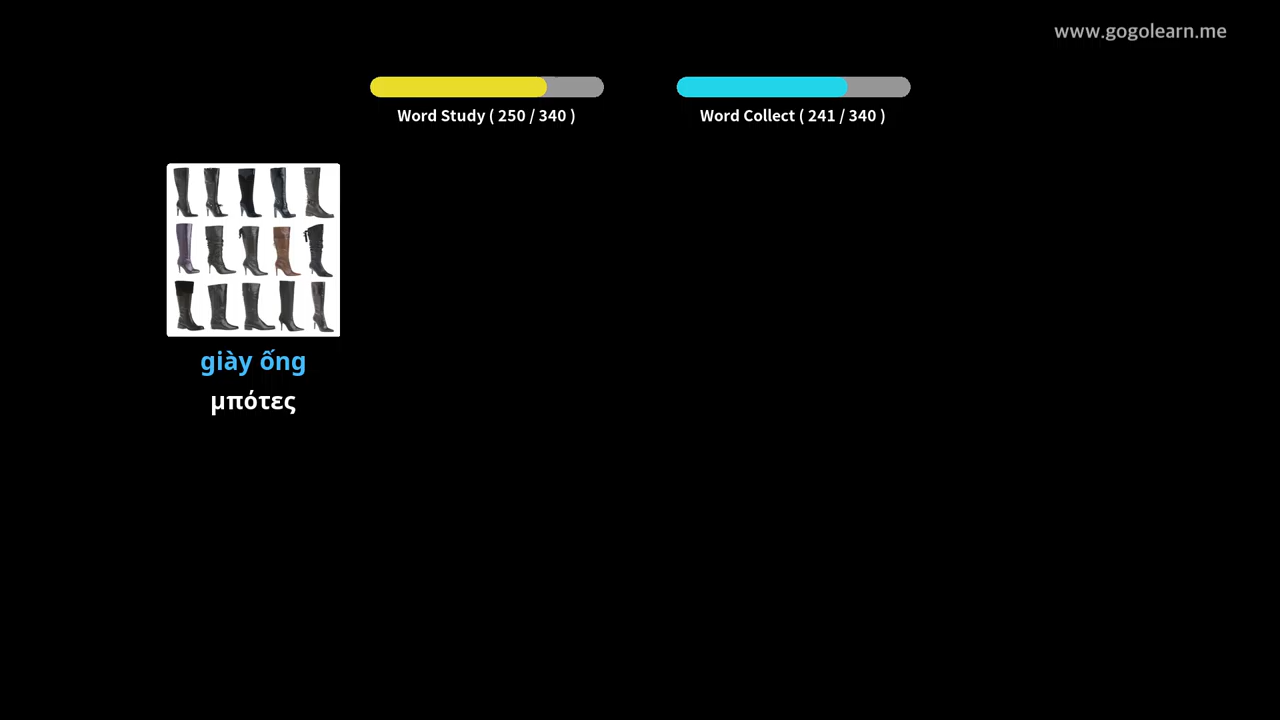 www.gogolearn.me
Word Study ( 250 / 340 )
Word Collect ( 241 / 340 )
giày ống
μπότες